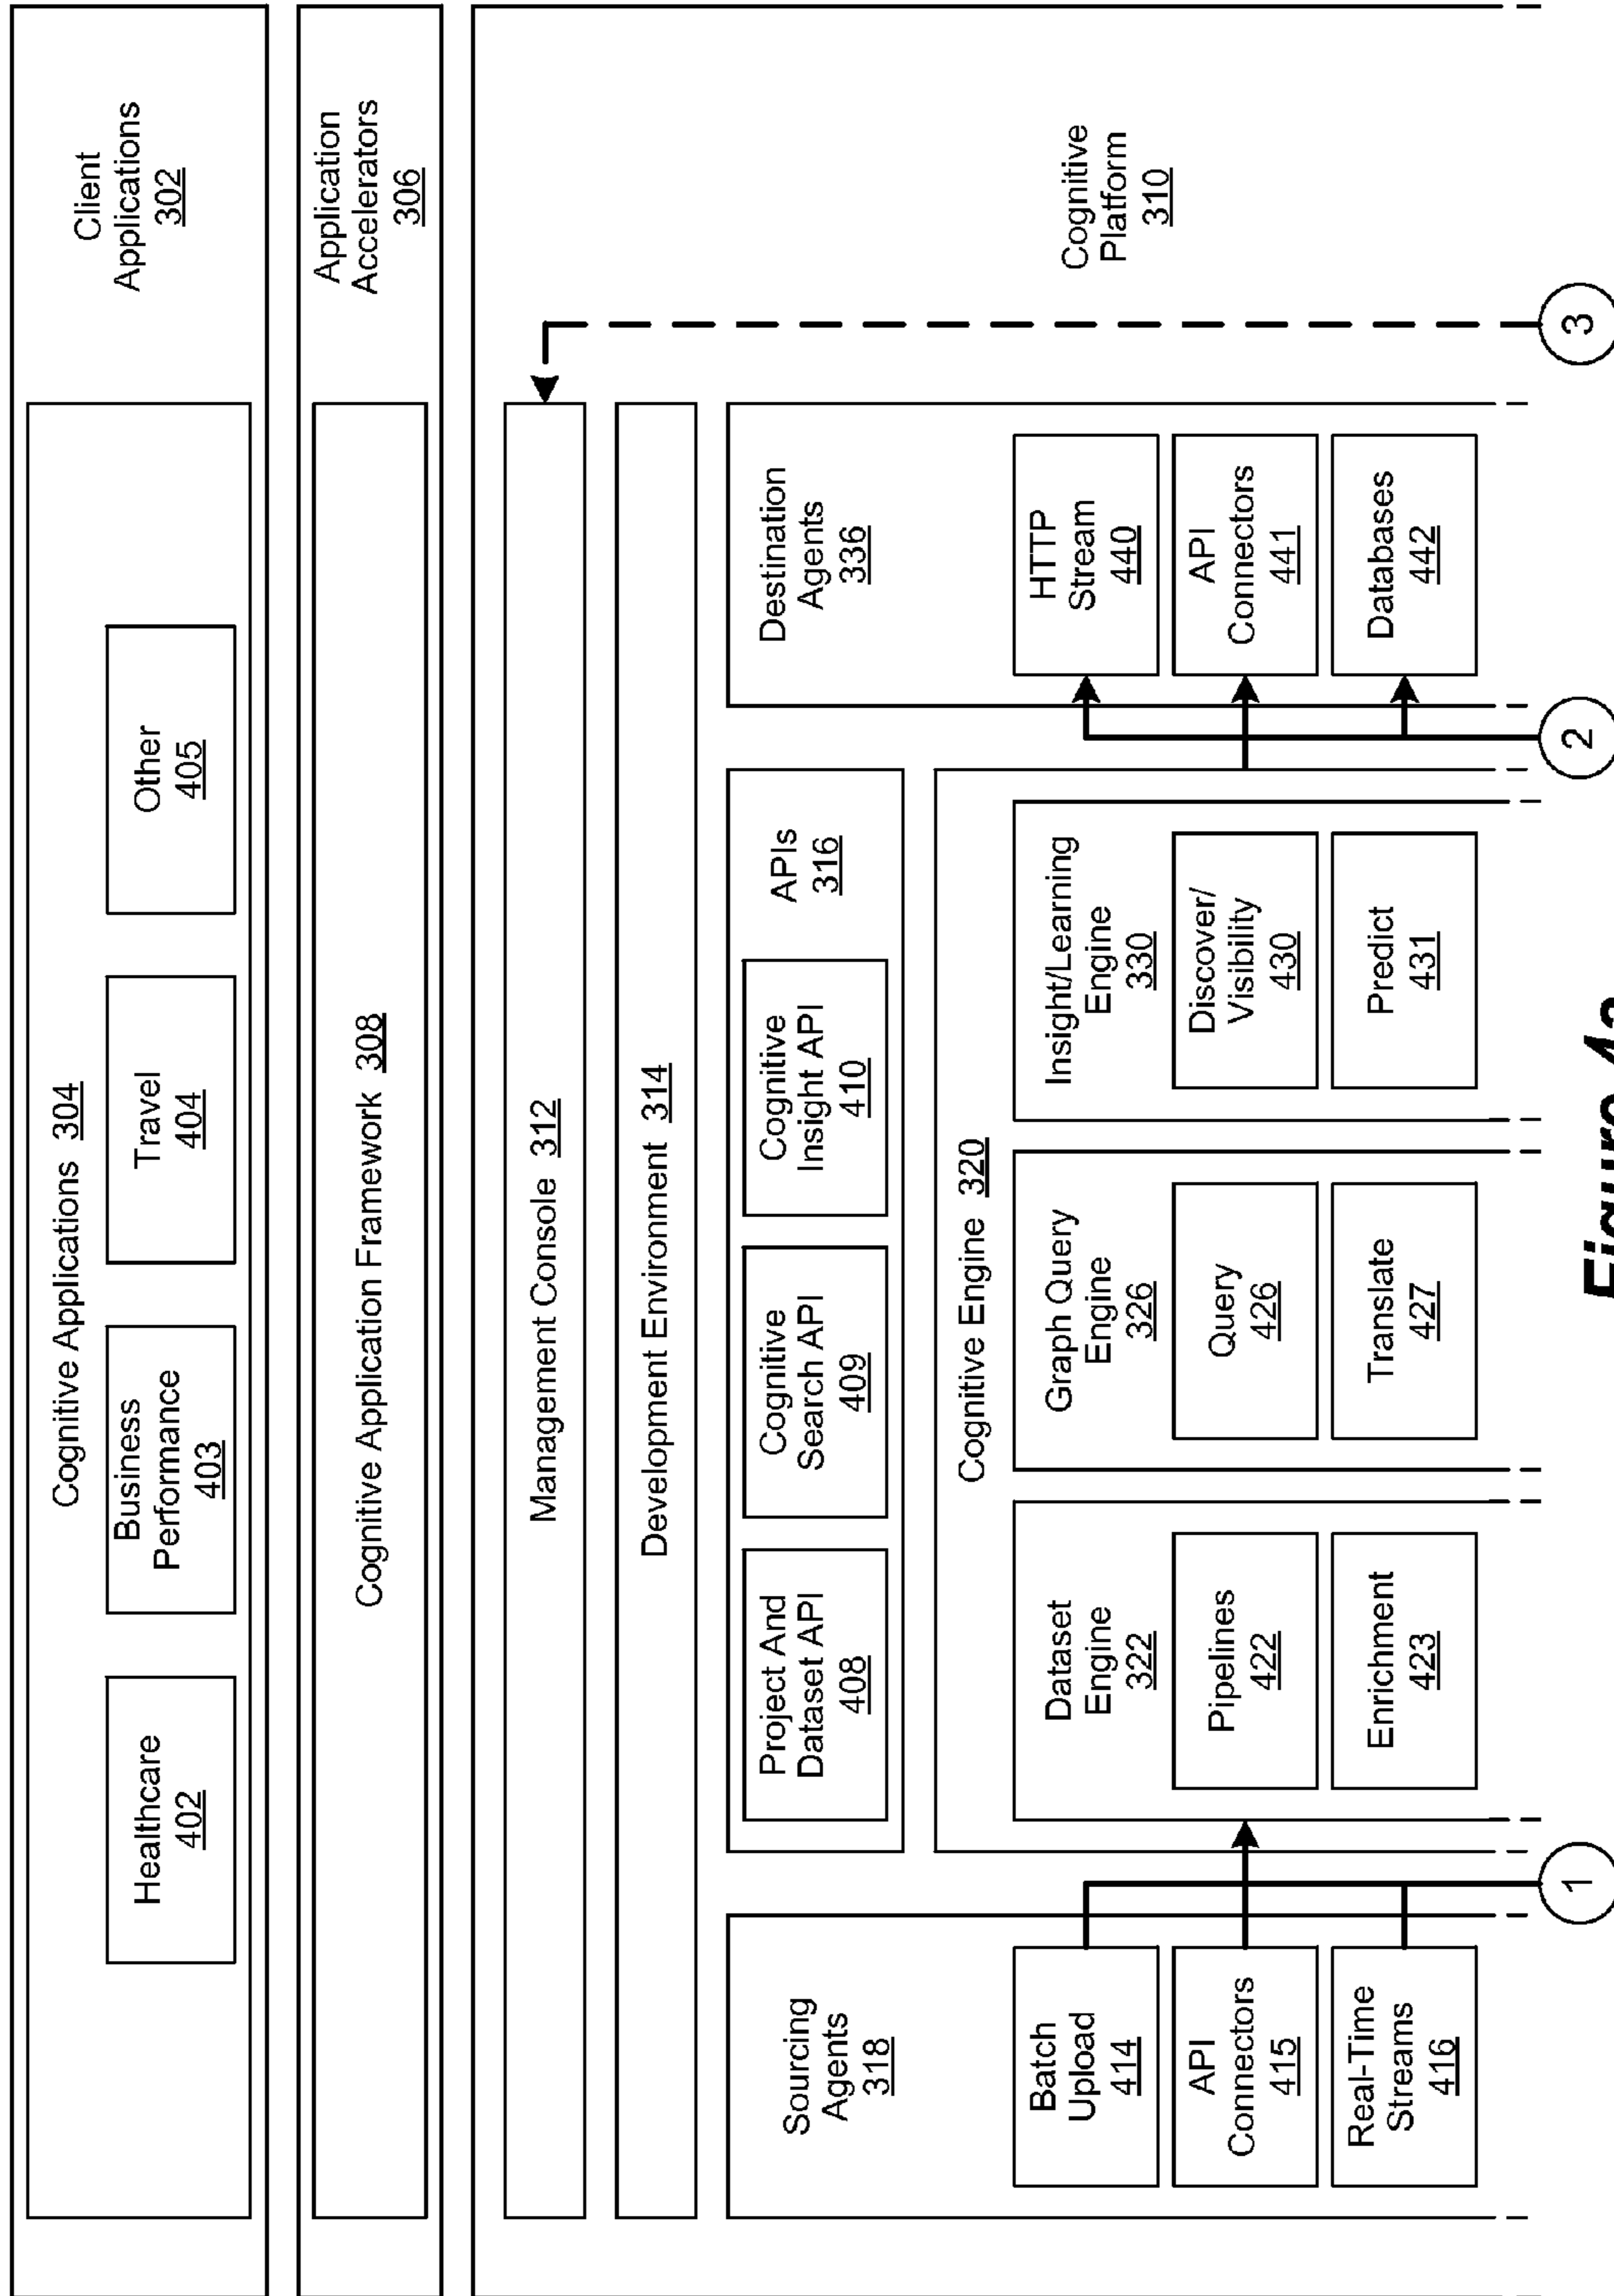 Client
Applications
302
Cognitive Applications 304
Healthcare
402
Business
Performance
403
Travel
404
Other
405
Application
Accelerators
306
Cognitive Application Framework 308
Cognitive
Platform
310
Management Console 312
Development Environment 314
Sourcing
Agents
318
Batch
Upload
414
API
Connectors
415
Real-Time
Streams
416
Project And
Dataset API
408
Cognitive
Search API
409
Cognitive
Insight API
410
APIs
316
Cognitive Engine 320
Dataset
Engine
322
Pipelines
422
Enrichment
423
Graph Query
Engine
326
Query
426
Translate
427
Insight/Learning
Engine
330
Discover/
Visibility
430
Predict
431
Destination
Agents
336
HTTP
Stream
440
API
Connectors
441
Databases
442
1
2
3
Figure 4a